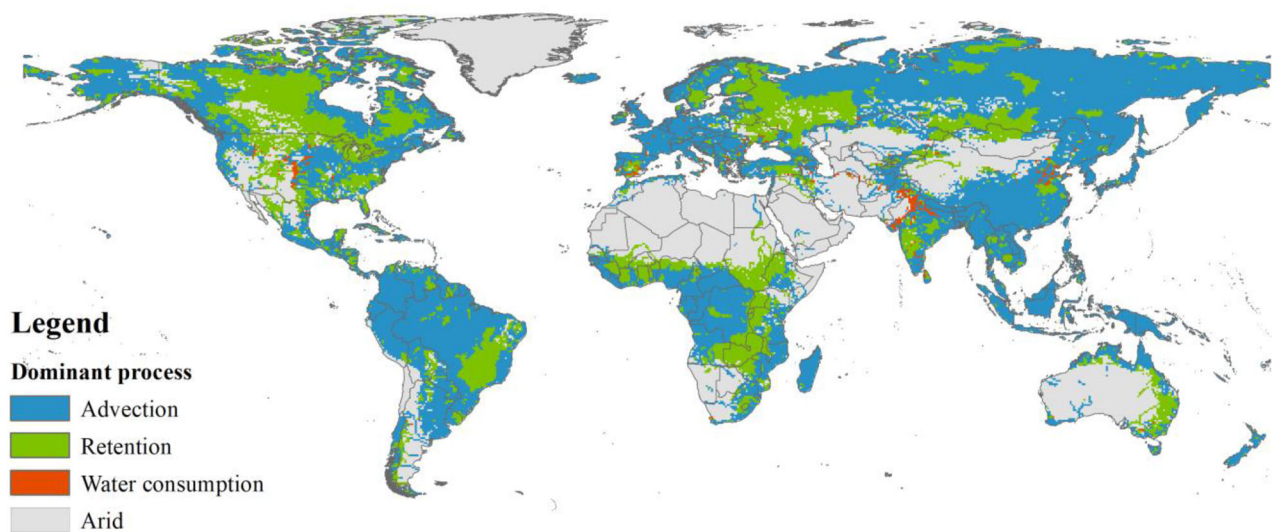 Legend
Dominant process
Advection
Retention
Water consumption
Arid